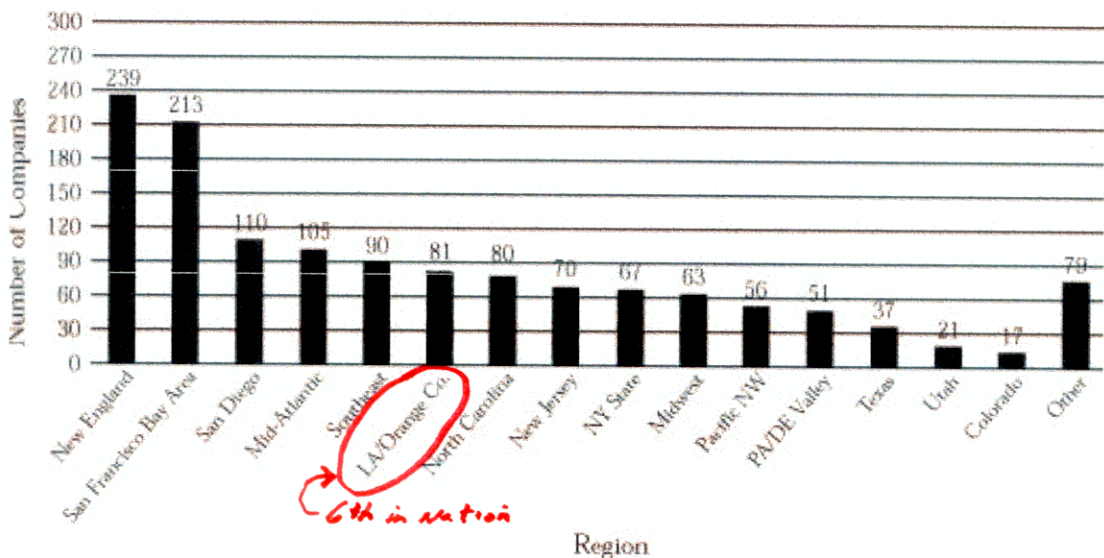 300
270
240
210
180
150
120
90
60
30
0
Number of Companies
239
213
110
105
90
81
80
70
67
63
56
51
37
21
17
79
New England
San Francisco Bay Area
San Diego
Mid-Atlantic
Southeast
LA/Orange Co.
North Carolina
New Jersey
NY State
Midwest
Pacific NW
PA/DE Valley
Texas
Utah
Colorado
Other
6th in Nation
Region